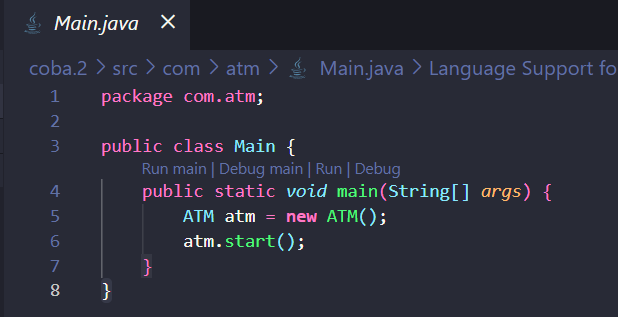 Main.java ×
coba.2 > src > com > atm > Main.java > Language Support fo
1 package com.atm;
2
3 public class Main {
Run main | Debug main | Run | Debug
4 public static void main(String[] args) {
5 ATM atm = new ATM();
6 atm.start();
7 }
8 }